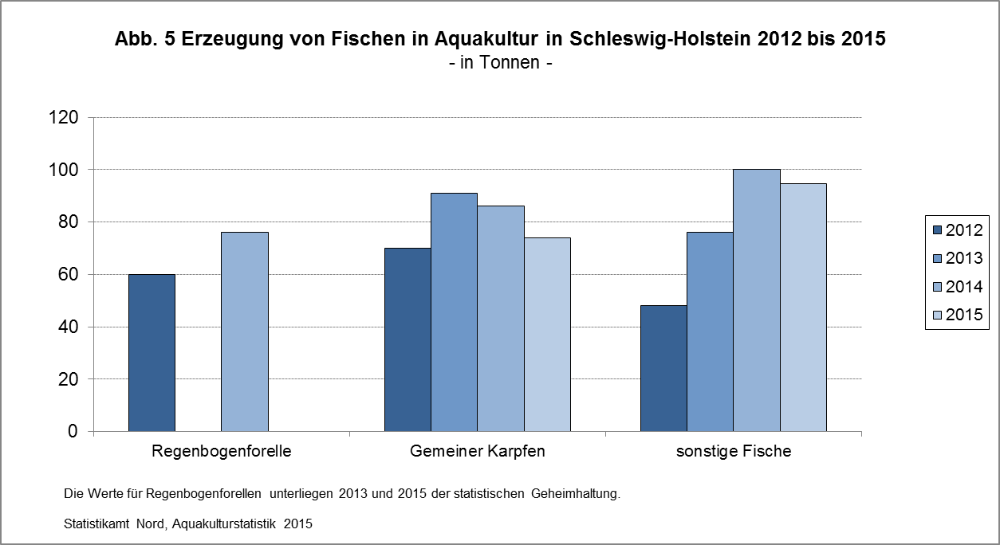 Abb. 5 Erzeugung von Fischen in Aquakultur in Schleswig-Holstein 2012 bis 2015
- in Tonnen -
120
100
80
60
40
20
0
Regenbogenforelle
Gemeiner Karpfen
sonstige Fische
2012
2013
2014
2015
Die Werte für Regenbogenforellen unterliegen 2013 und 2015 der statistischen Geheimhaltung.
Statistikamt Nord, Aquakulturstatistik 2015